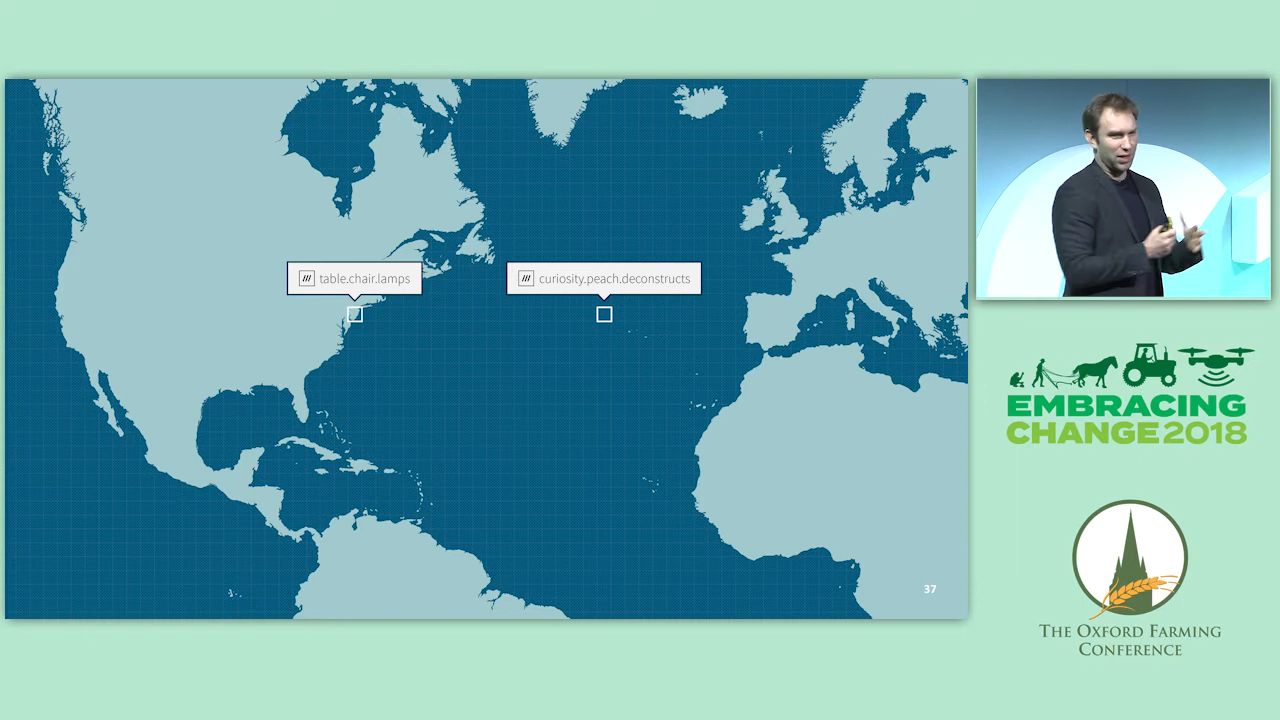 table.chair.lamps
curiosity.peach.deconstructs
37
EMBRACING
CHANGE2018
THE OXFORD FARMING
CONFERENCE